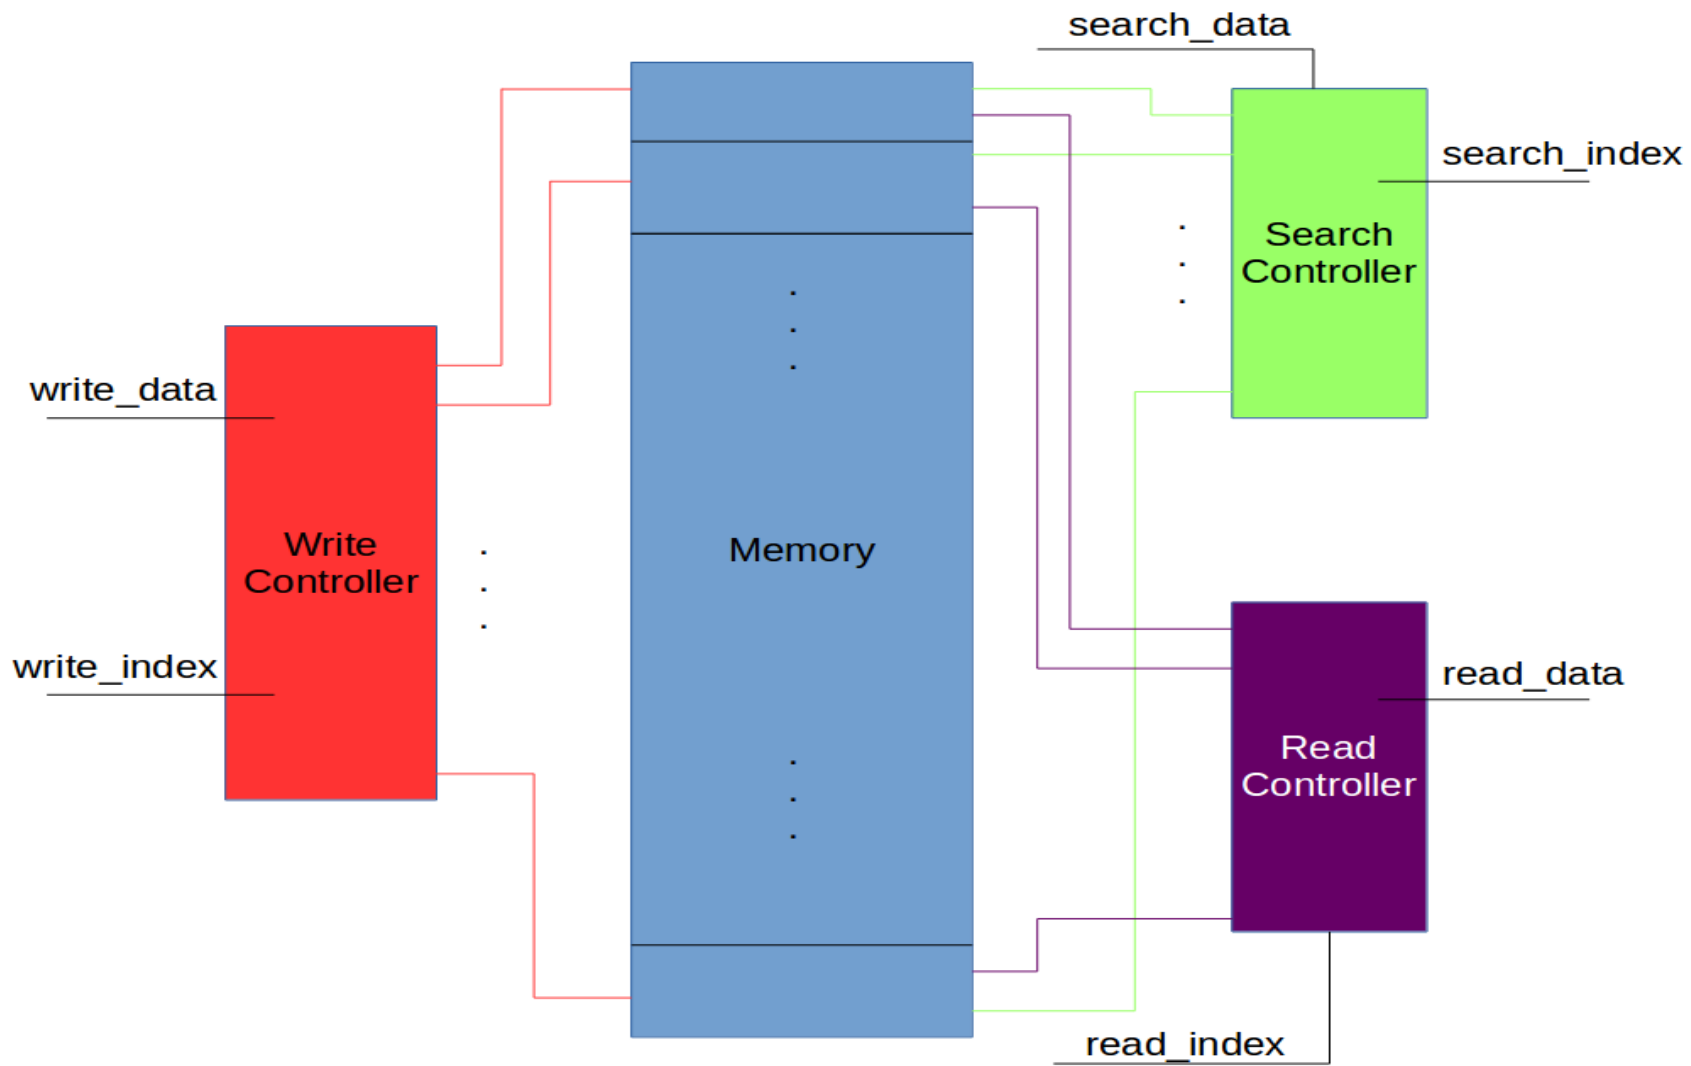 search_data
search_index
Search
Controller
write_data
Write
Controller
Memory
write_index
read_data
Read
Controller
read_index